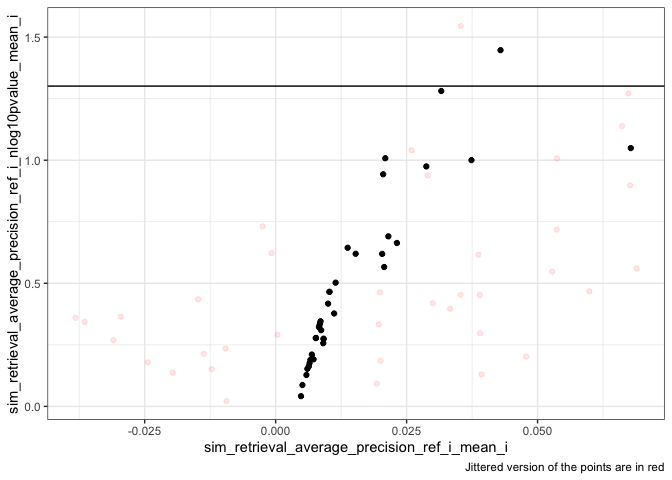 sim_retrieval_average_precision_ref_i_nlog10pvalue_mean_i
1.5
1.0
0.5
0.0
-0.025
0.000
0.025
0.050
sim_retrieval_average_precision_ref_i_mean_i
Jittered version of the points are in red